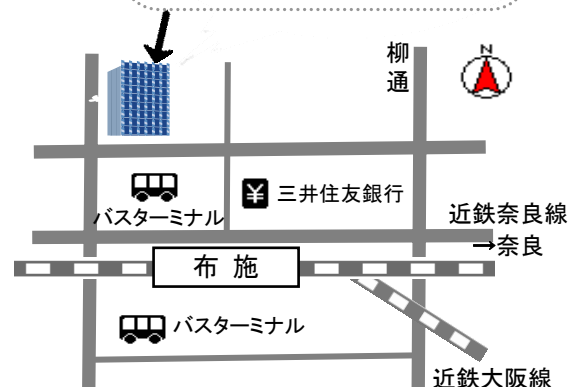 柳通
N
¥ 三井住友銀行
バスターミナル
近鉄奈良線
→奈良
布施
バスターミナル
近鉄大阪線